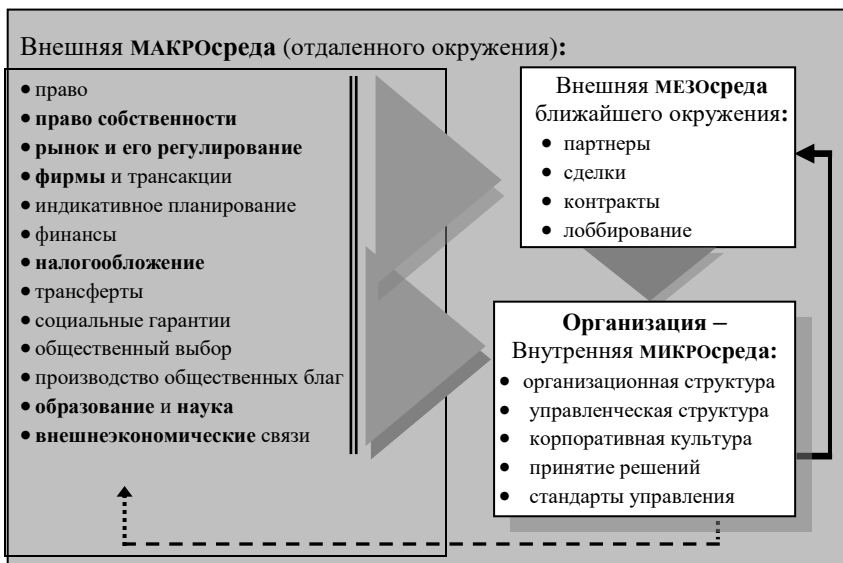 Внешняя МАКРОсреда (отдаленного окружения):
• право
• право собственности
• рынок и его регулирование
• фирмы и трансакции
• индикативное планирование
• финансы
• налогообложение
• трансферты
• социальные гарантии
• общественный выбор
• производство общественных благ
• образование и наука
• внешнеэкономические связи
Внешняя МЕЗОсреда
ближайшего окружения:
• партнеры
• сделки
• контракты
• лоббирование
Организация –
Внутренняя МИКРОсреда:
• организационная структура
• управленческая структура
• корпоративная культура
• принятие решений
• стандарты управления